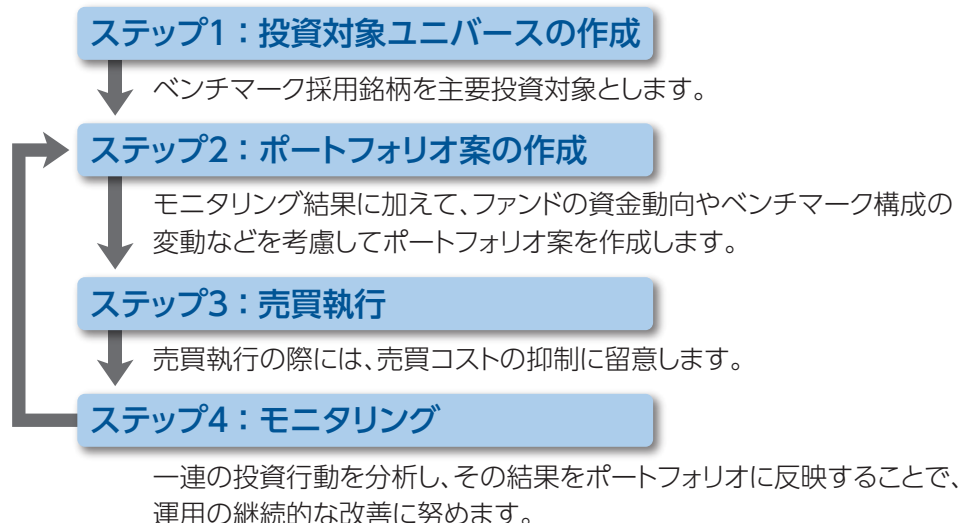 ステップ1：投資対象ユニバースの作成
ベンチマーク採用銘柄を主要投資対象とします。
ステップ2：ポートフォリオ案の作成
モニタリング結果に加えて、ファンドの資金動向やベンチマーク構成の
変動などを考慮してポートフォリオ案を作成します。
ステップ3：売買執行
売買執行の際には、売買コストの抑制に留意します。
ステップ4：モニタリング
一連の投資行動を分析し、その結果をポートフォリオに反映することで、
運用の継続的な改善に努めます。